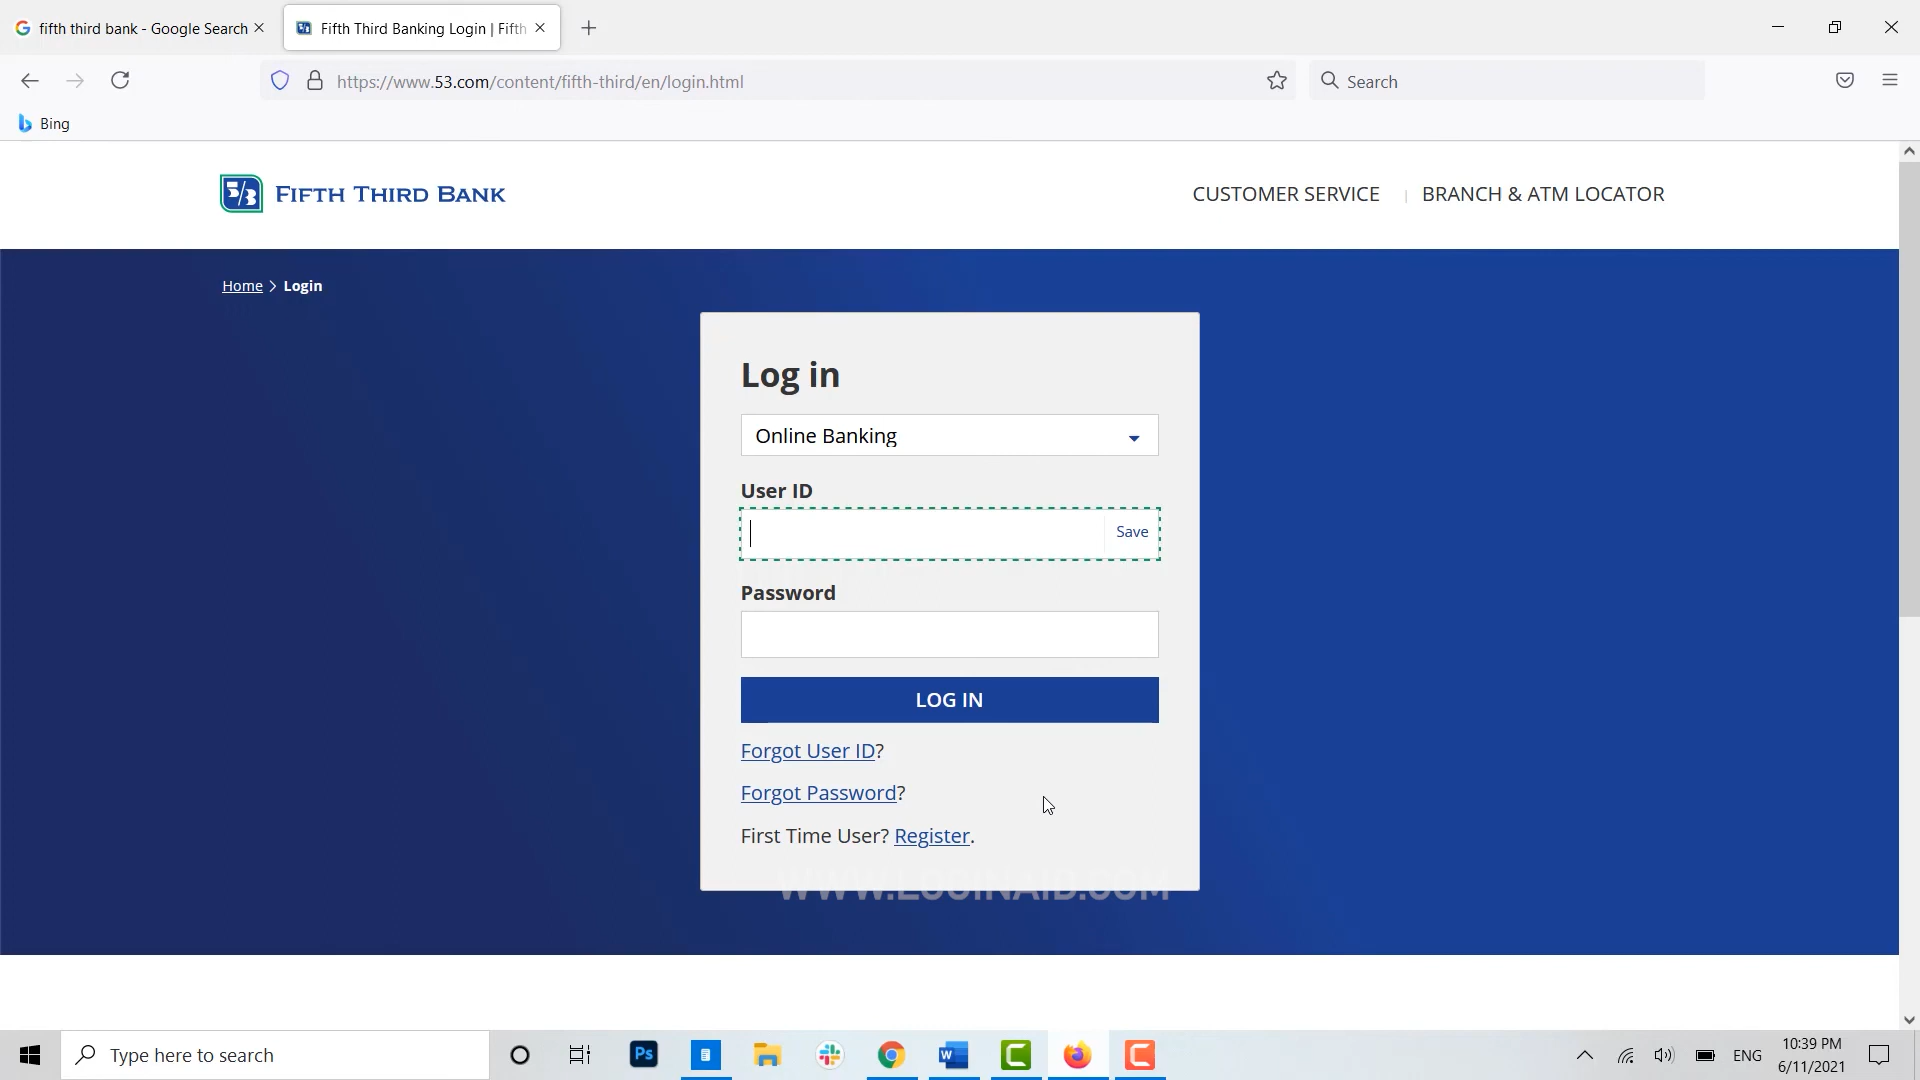 fifth third bank - Google Search
Fifth Third Banking Login | Fifth
https://www.53.com/content/fifth-third/en/login.html
Search
Bing
5/3 FIFTH THIRD BANK
CUSTOMER SERVICE | BRANCH & ATM LOCATOR
Home > Login
Log in
Online Banking
User ID
Save
Password
LOG IN
Forgot User ID?
Forgot Password?
First Time User? Register.
WWW.LOGINAID.COM
Type here to search
Ps
W
ENG
10:39 PM
6/11/2021